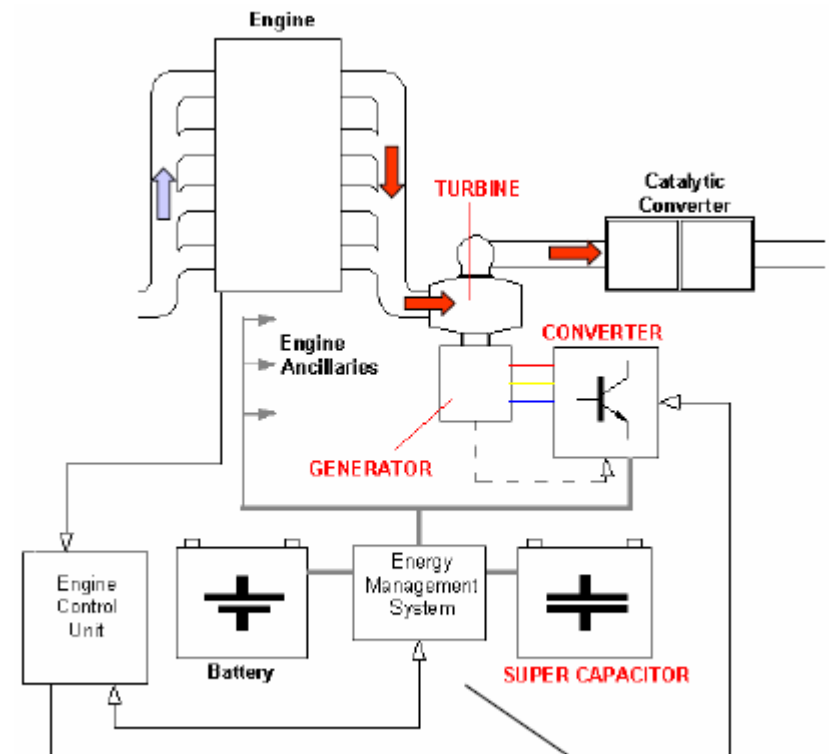 Engine
TURBINE
Catalytic
Converter
CONVERTER
Engine
Ancillaries
GENERATOR
Engine
Control
Unit
Energy
Management
System
Battery
SUPER CAPACITOR